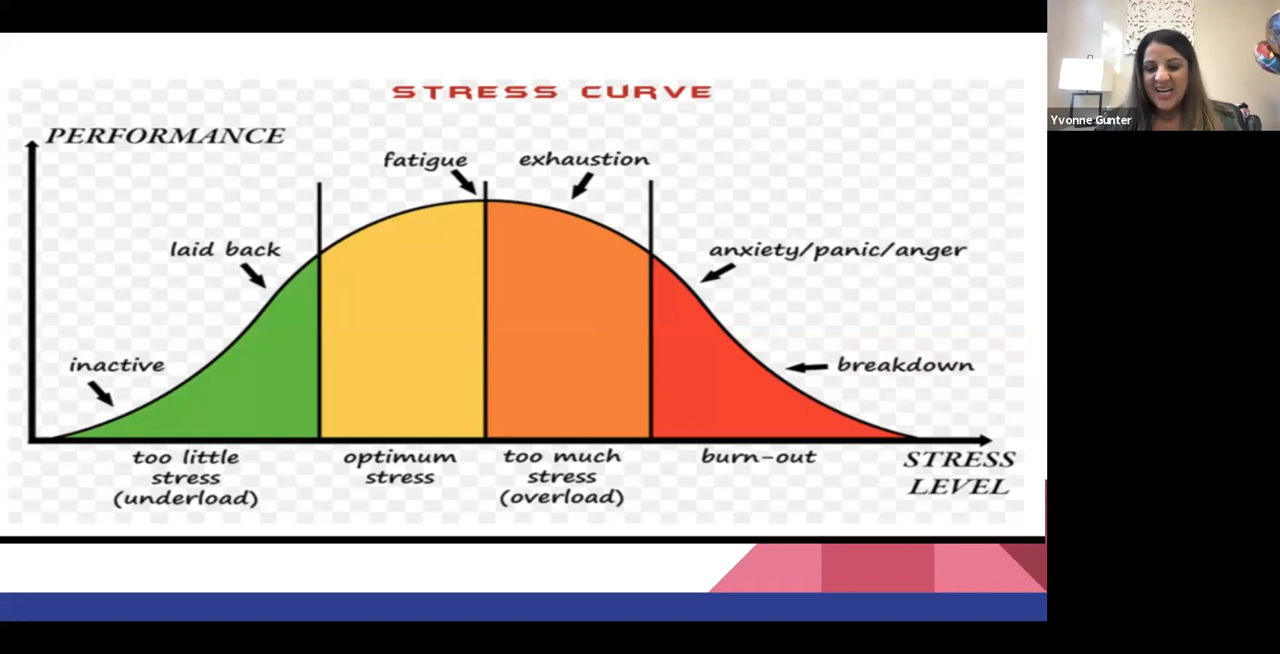 STRESS CURVE
PERFORMANCE
fatigue
exhaustion
laid back
anxiety/panic/anger
inactive
breakdown
too little
stress
(underload)
optimum
stress
too much
stress
(overload)
burn-out
STRESS
LEVEL
Yvonne Gunter